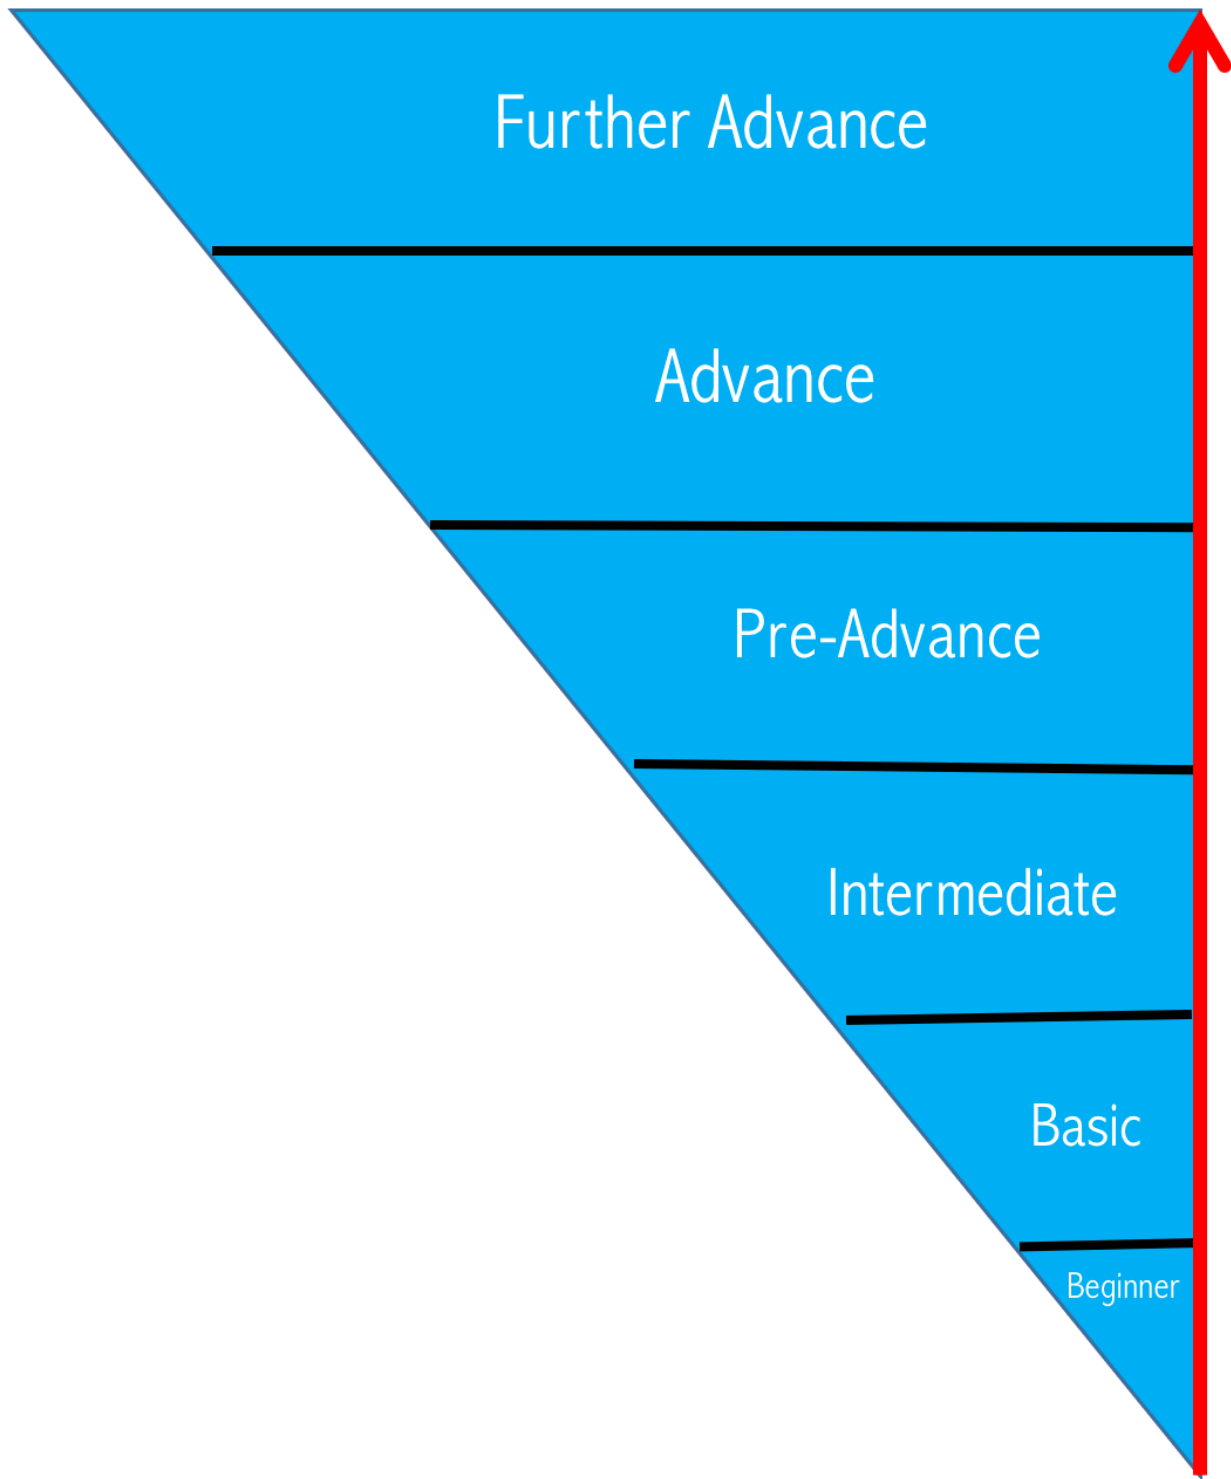 Further Advance
Advance
Pre-Advance
Intermediate
Basic
Beginner